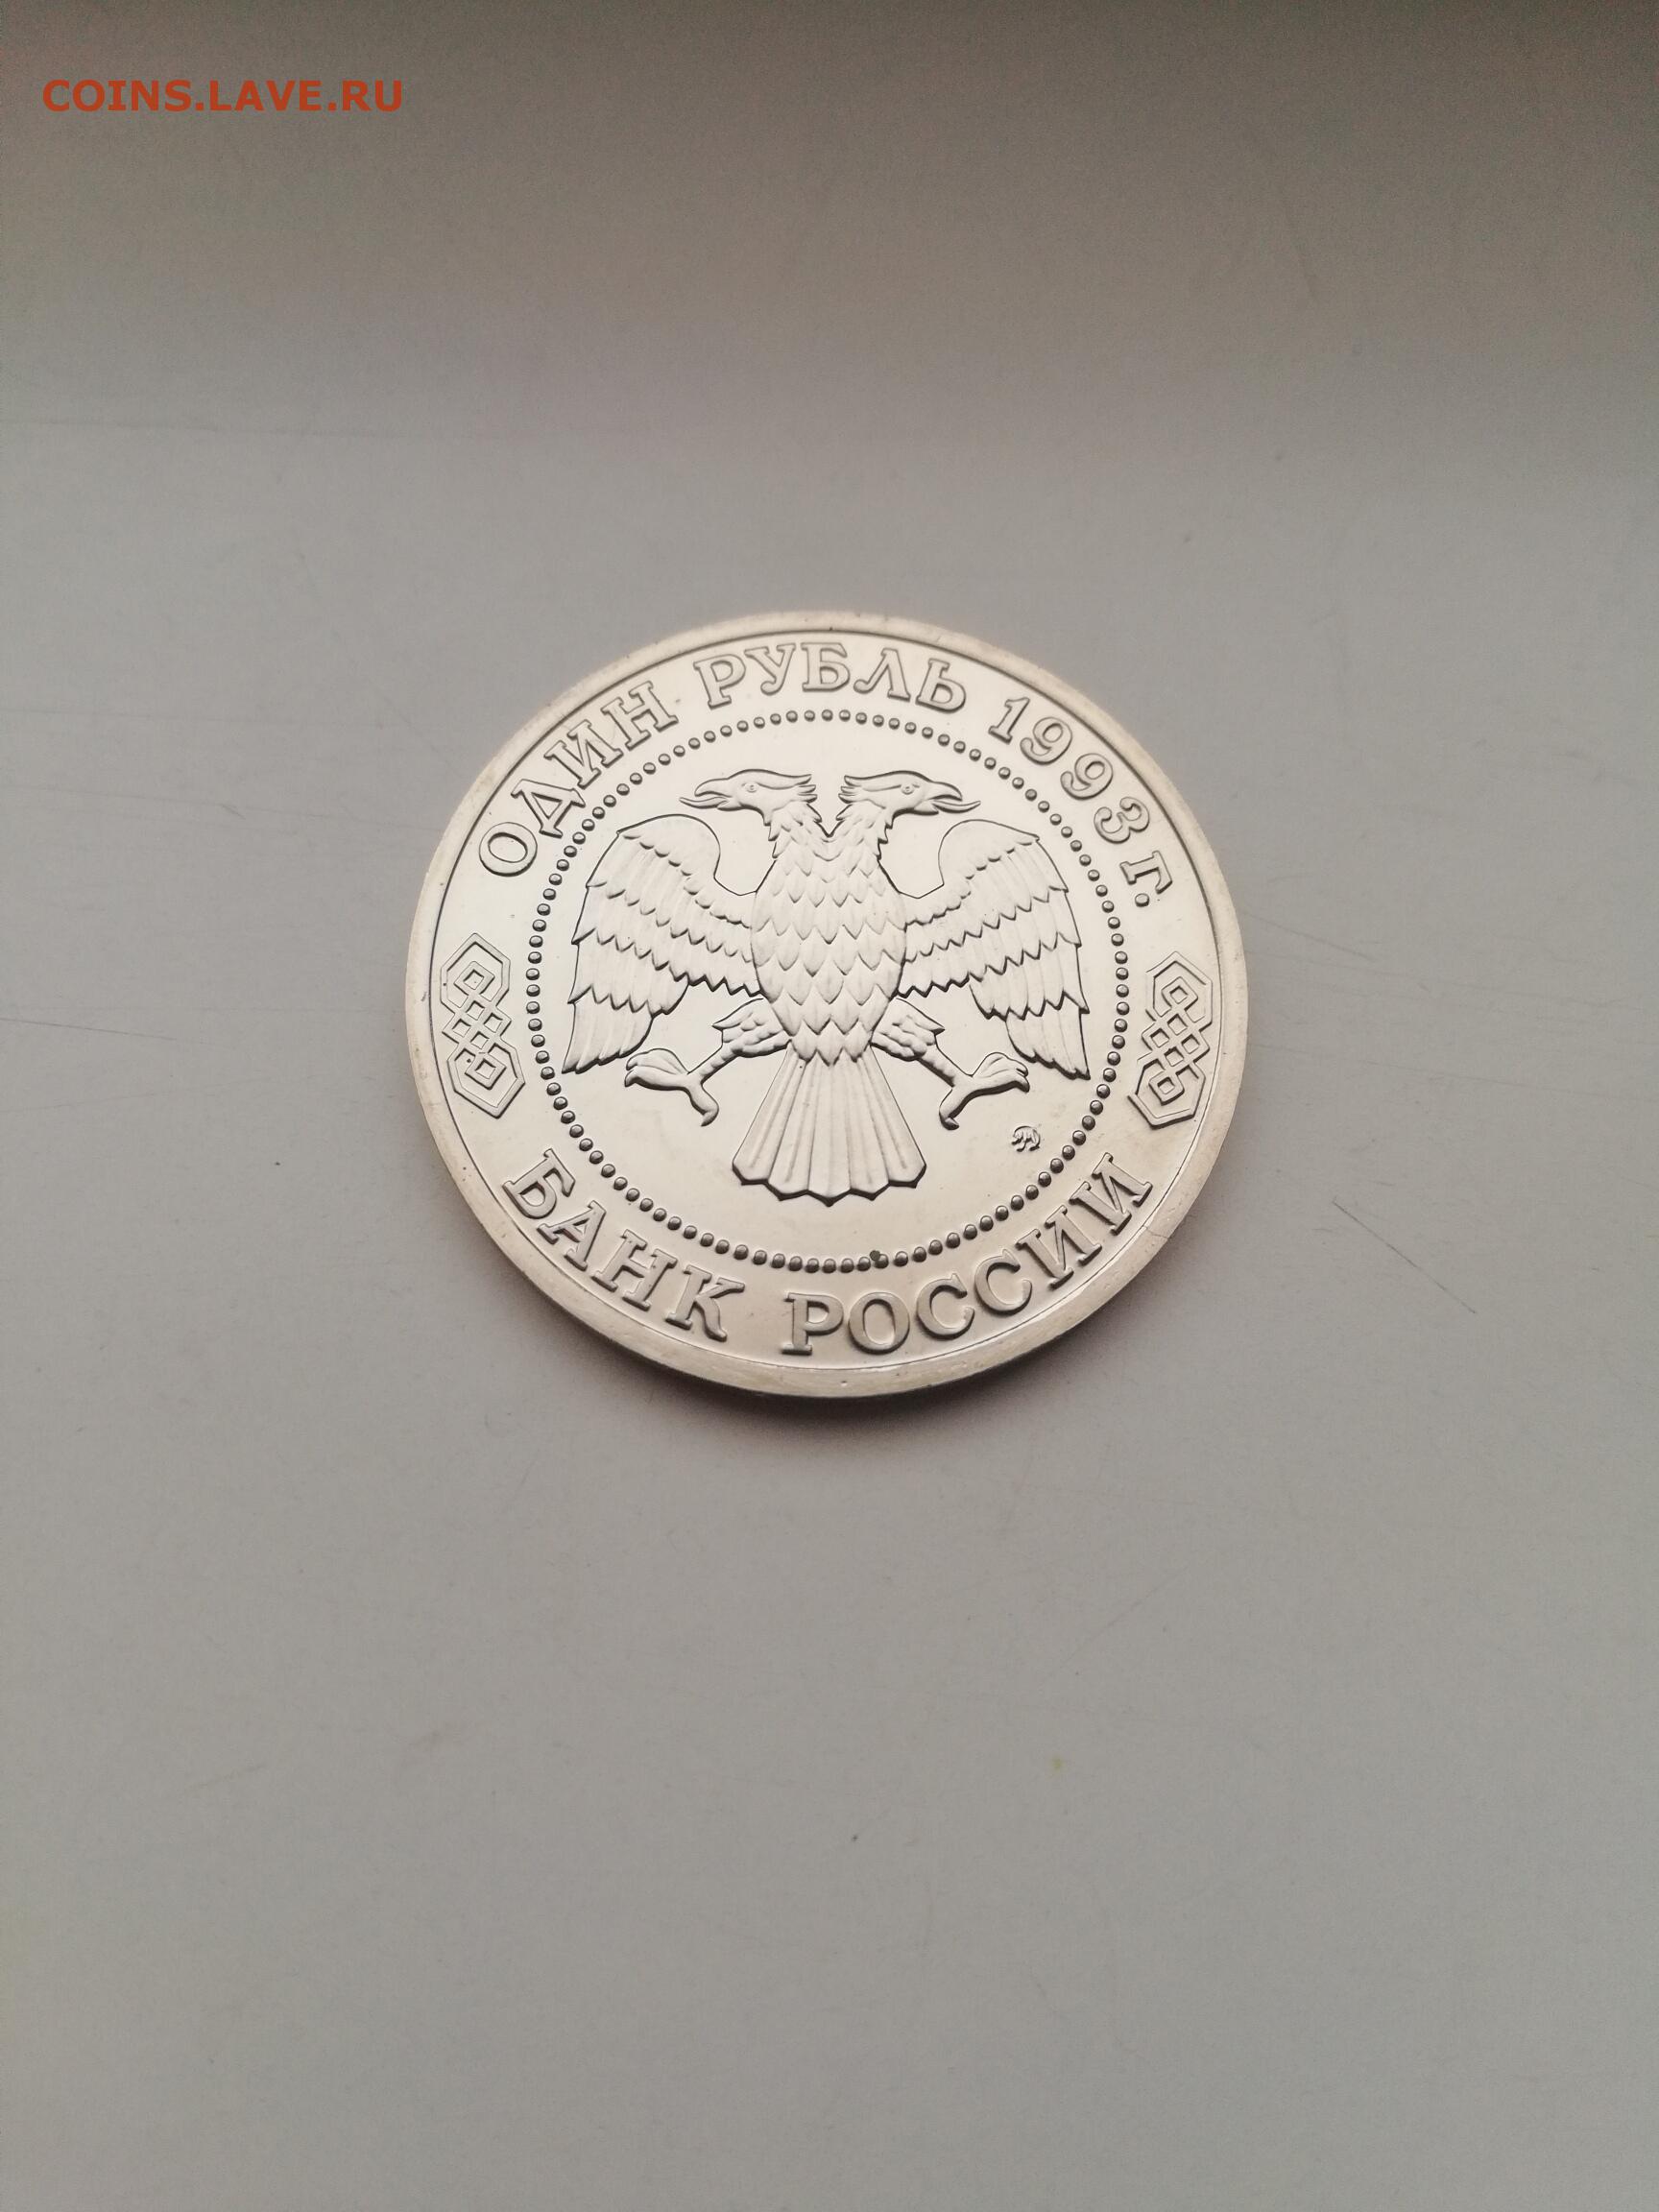 COINS.LAVE.RU
ОДИН РУБЛЬ 1993 г.
БАНК РОССИИ